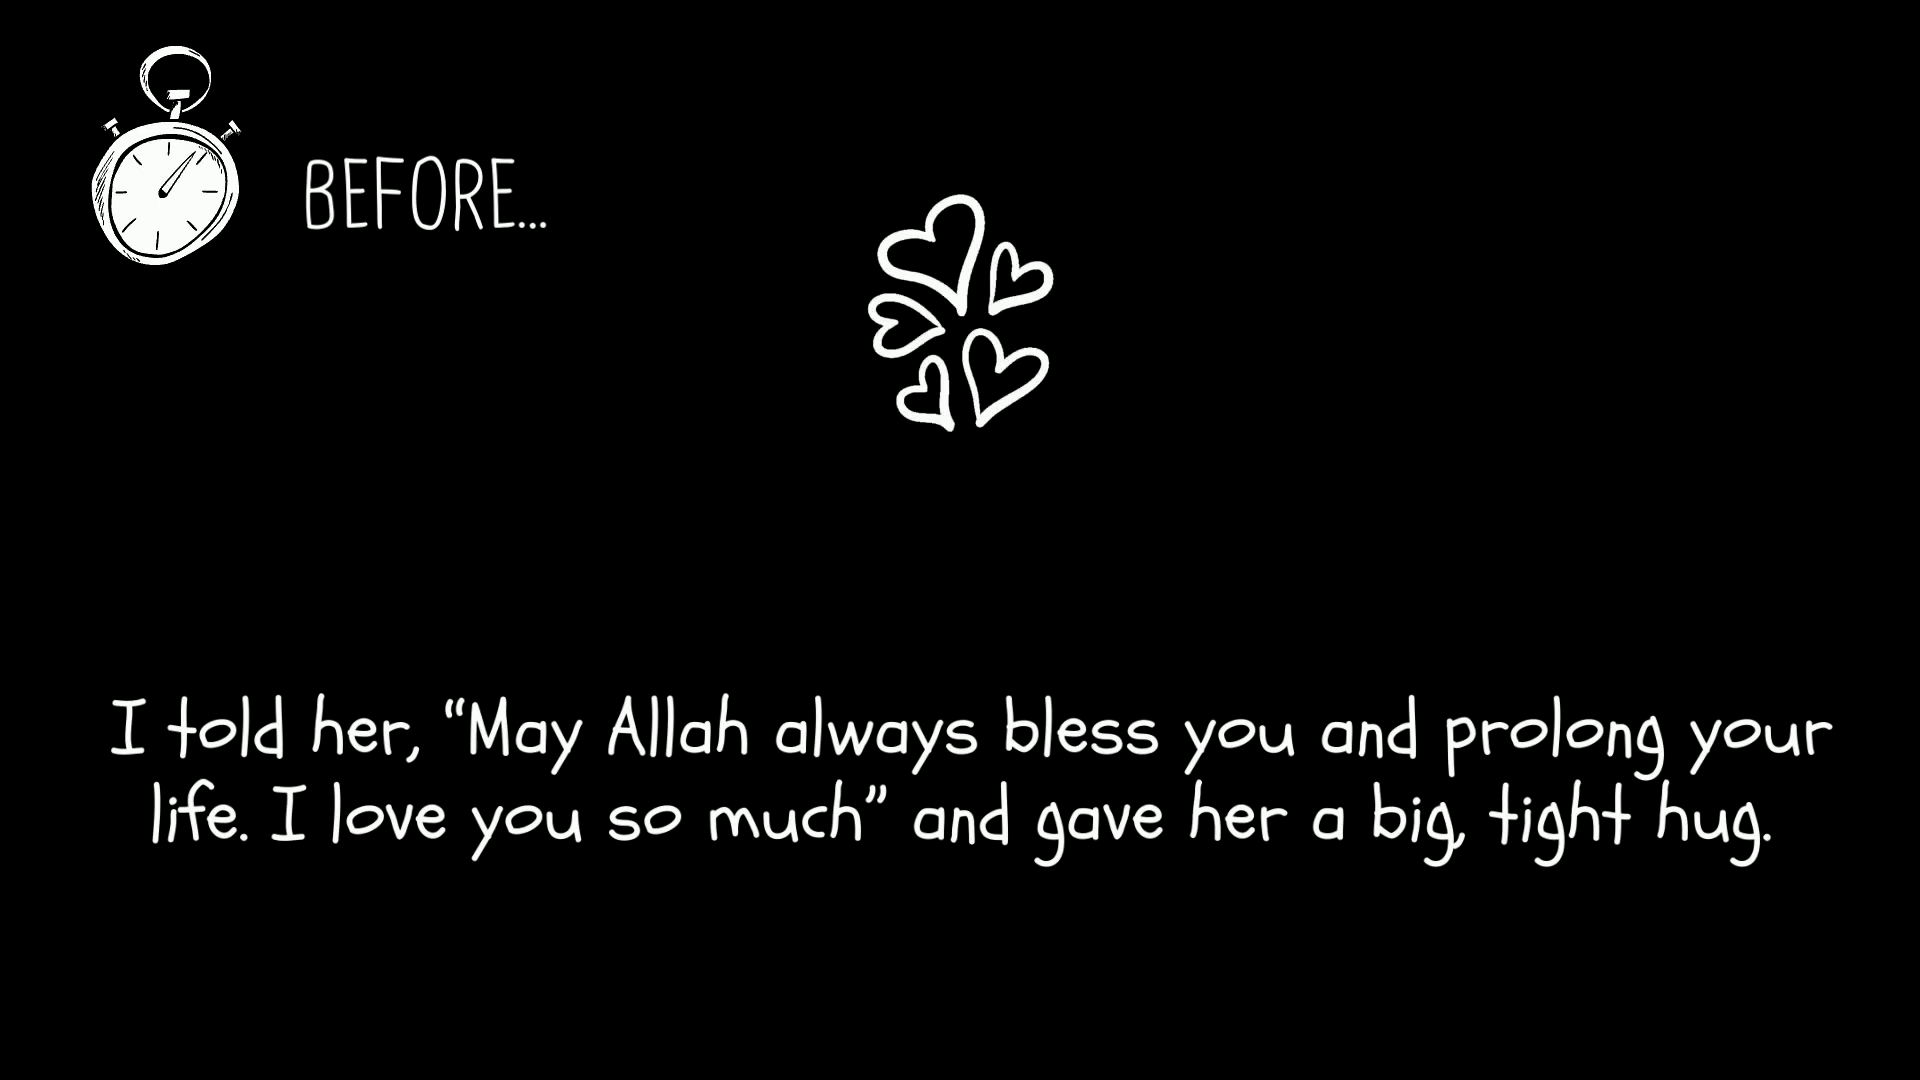 BEFORE...
I told her, “May Allah always bless you and prolong your
life. I love you so much” and gave her a big, tight hug.